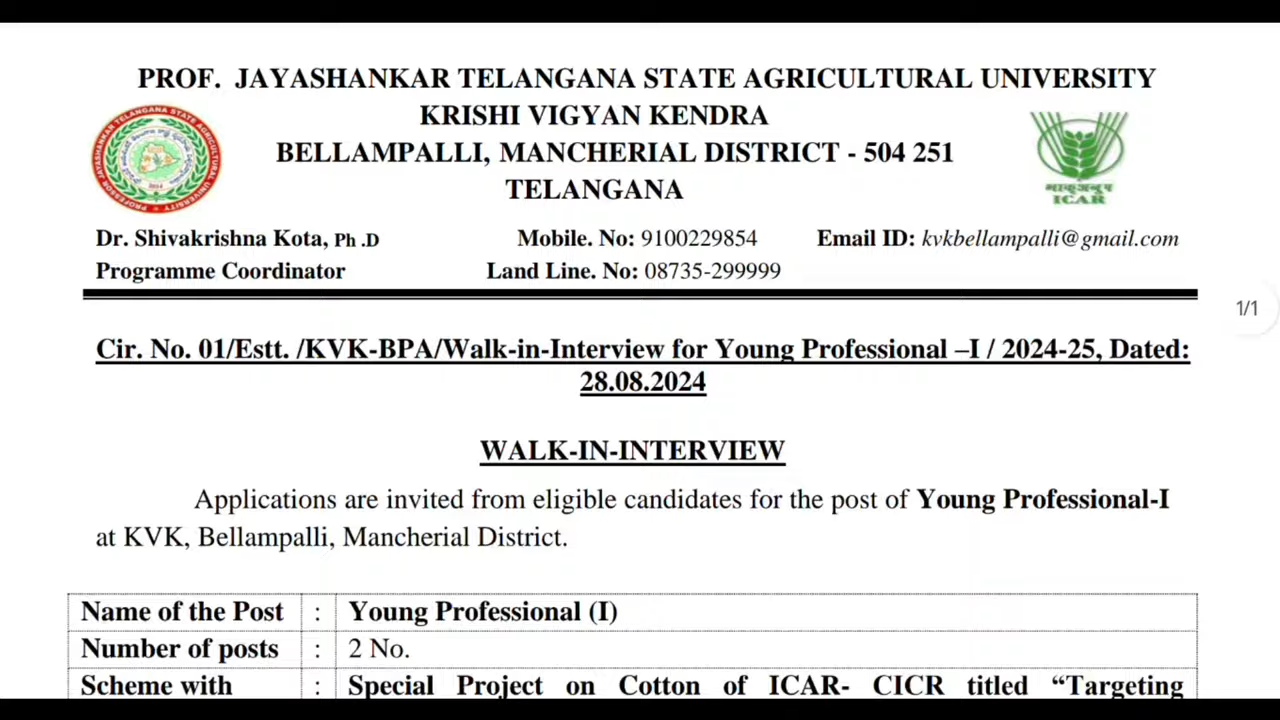 PROF. JAYASHANKAR TELANGANA STATE AGRICULTURAL UNIVERSITY
KRISHI VIGYAN KENDRA
BELLAMPALLI, MANCHERIAL DISTRICT - 504 251
TELANGANA
ICAR
Dr. Shivakrishna Kota, Ph .D Mobile. No: 9100229854 Email ID: kvkbellampalli@gmail.com
Programme Coordinator Land Line. No: 08735-299999
1/1
Cir. No. 01/Estt. /KVK-BPA/Walk-in-Interview for Young Professional –I / 2024-25, Dated:
28.08.2024
WALK-IN-INTERVIEW
Applications are invited from eligible candidates for the post of Young Professional-I
at KVK, Bellampalli, Mancherial District.
Name of the Post : Young Professional (I)
Number of posts : 2 No.
Scheme with : Special Project on Cotton of ICAR- CICR titled “Targeting